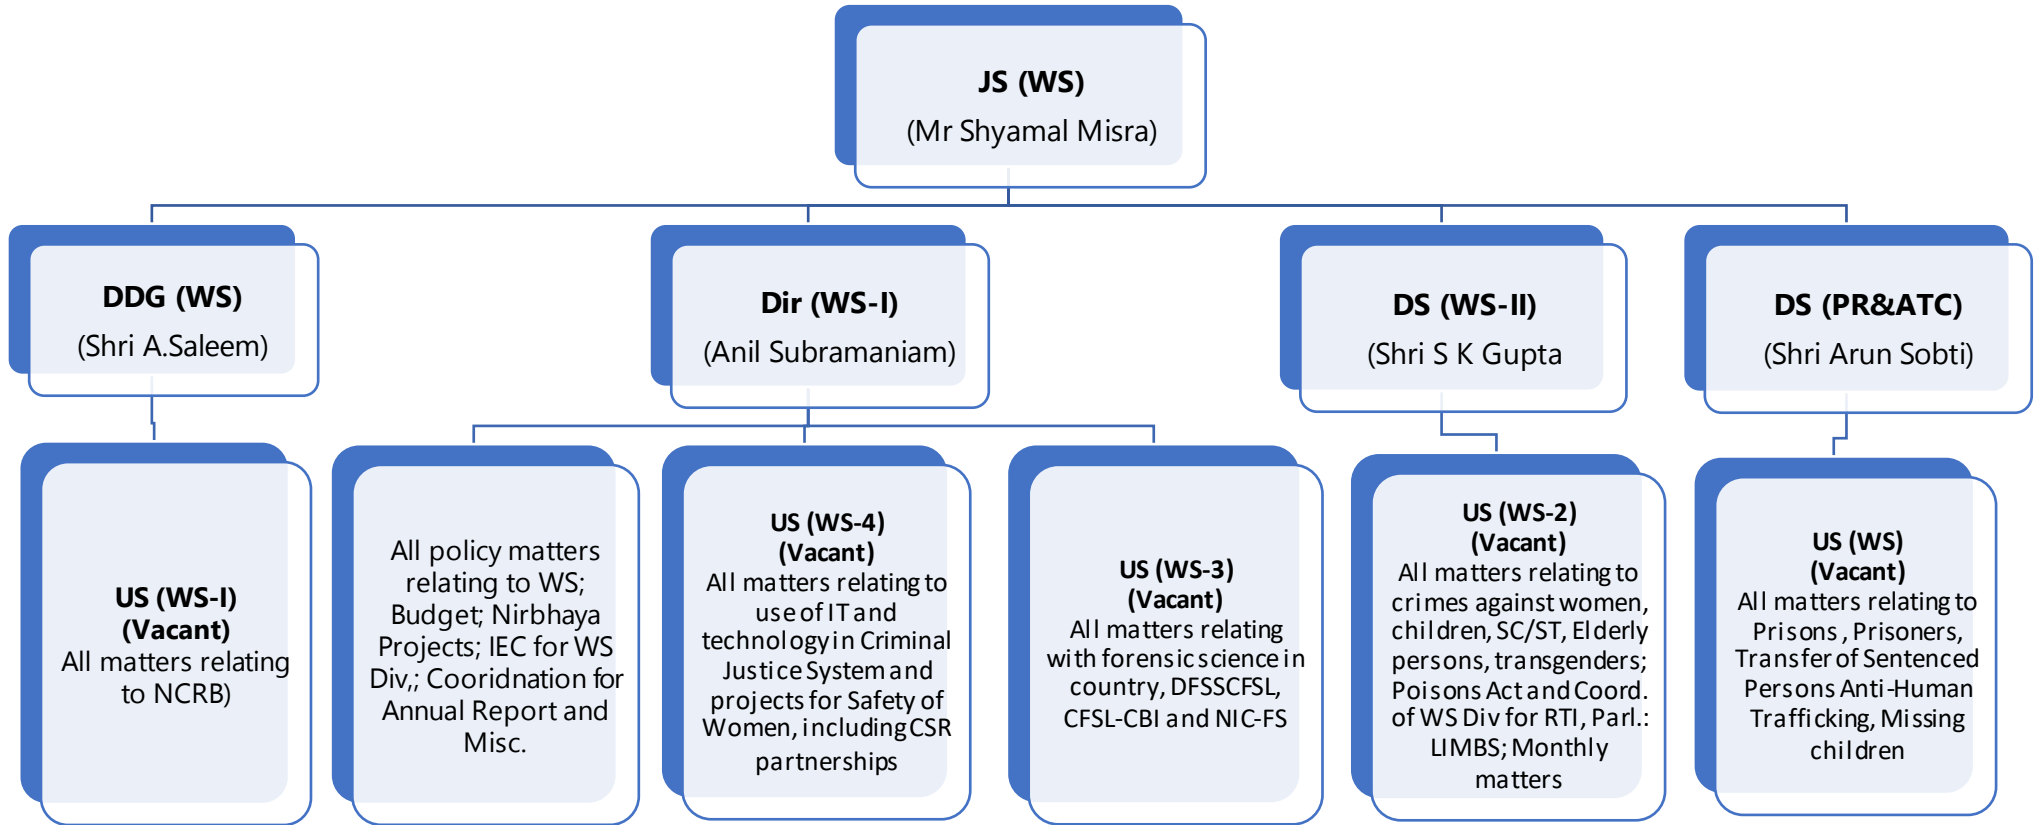 JS (WS)
(Mr Shyamal Misra)
DDG (WS)
(Shri A.Saleem)
Dir (WS-I)
(Anil Subramaniam)
DS (WS-II)
(Shri S K Gupta
DS (PR&ATC)
(Shri Arun Sobti)
US (WS-I)
(Vacant)
All matters relating
to NCRB)
All policy matters
relating to WS;
Budget; Nirbhaya
Projects; IEC for WS
Div,; Cooridnation for
Annual Report and
Misc.
US (WS-4)
(Vacant)
All matters relating to
use of IT and
technology in Criminal
Justice System and
projects for Safety of
Women, including CSR
partnerships
US (WS-3)
(Vacant)
All matters relating
with forensic science in
country, DFSSCFSL,
CFSL-CBI and NIC-FS
US (WS-2)
(Vacant)
All matters relating to
crimes against women,
children, SC/ST, Elderly
persons, transgenders;
Poisons Act and Coord.
of WS Div for RTI, Parl.:
LIMBS; Monthly
matters
US (WS)
(Vacant)
All matters relating to
Prisons , Prisoners,
Transfer of Sentenced
Persons Anti-Human
Trafficking, Missing
children